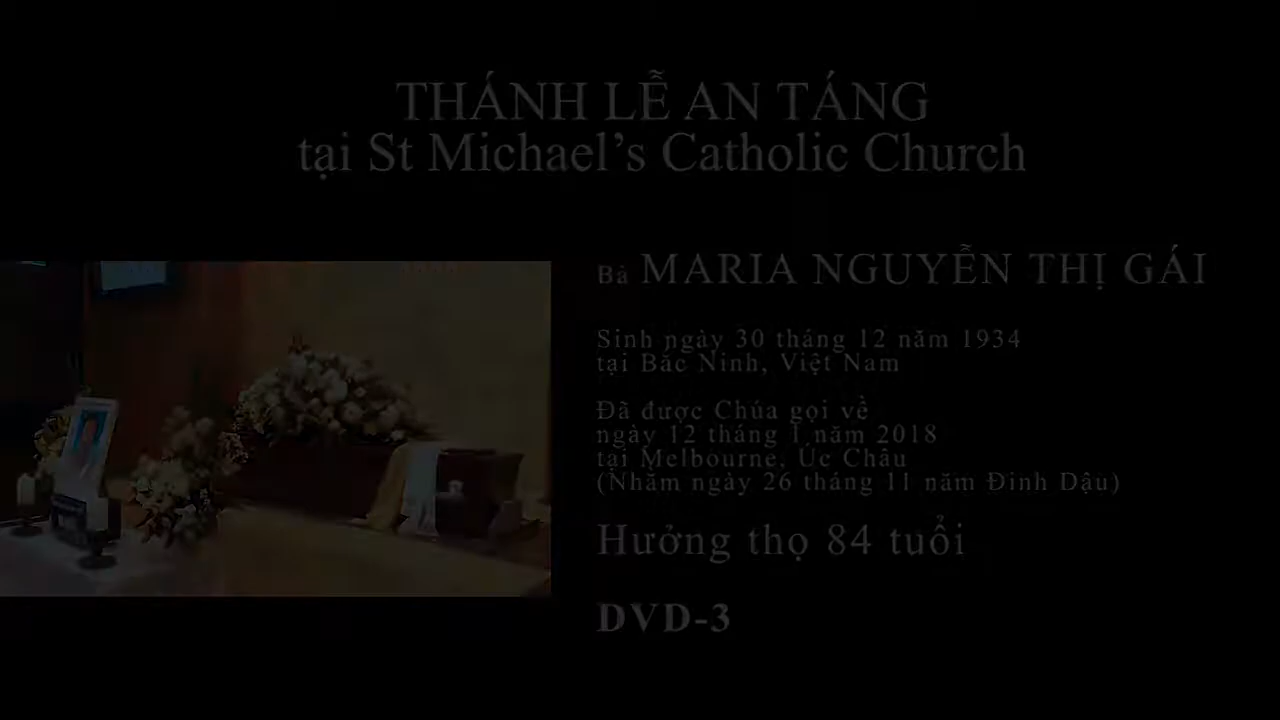 THÁNH LỄ AN TÁNG
tại St Michael’s Catholic Church
Bà MARIA NGUYỄN THỊ GÁI
Sinh ngày 30 tháng 12 năm 1934
tại Bắc Ninh, Việt Nam
Đã được Chúa gọi về
ngày 12 tháng 1 năm 2018
tại Melbourne, Úc Châu
(Nhằm ngày 26 tháng 11 năm Đinh Dậu)
Hưởng thọ 84 tuổi
DVD-3